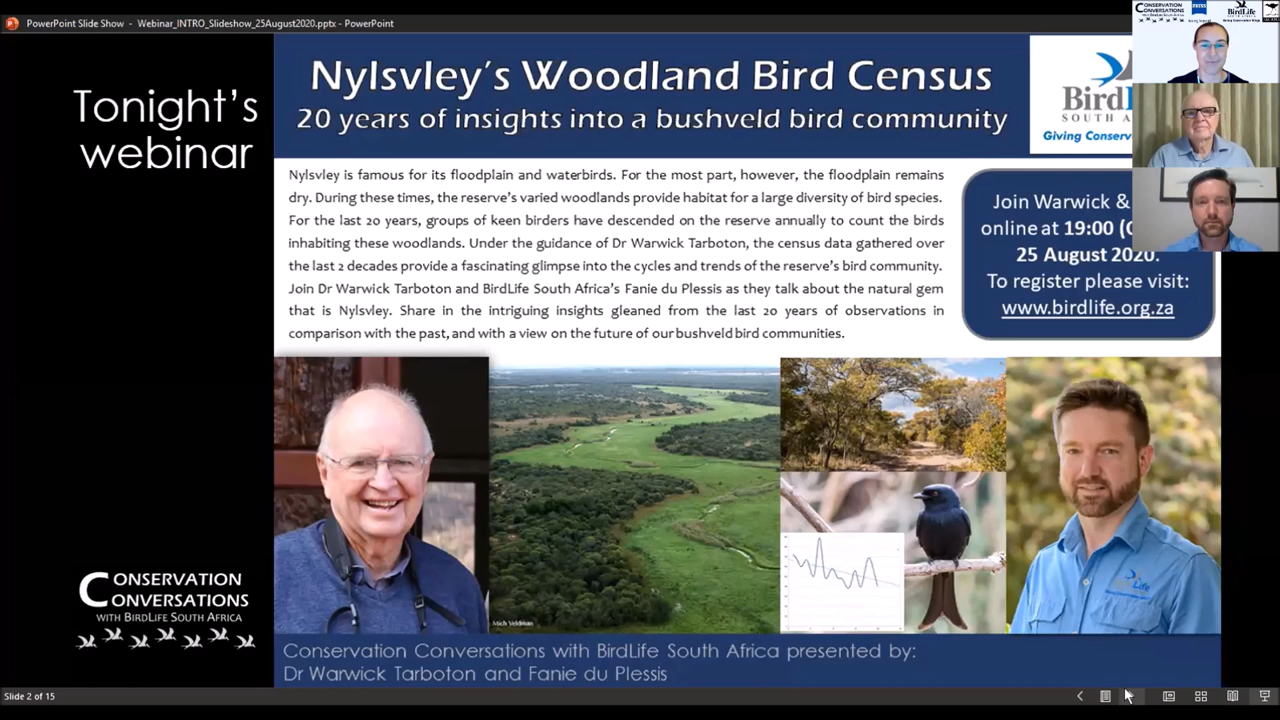 PowerPoint Slide Show - Webinar_INTRO_Slideshow_25August2020.pptx - PowerPoint
Tonight's
webinar
Nylsvley's Woodland Bird Census
20 years of insights into a bushveld bird community
Bird
SOUTH A
Giving Conserv
Nylsvley is famous for its floodplain and waterbirds. For the most part, however, the floodplain remains
dry. During these times, the reserve's varied woodlands provide habitat for a large diversity of bird species.
For the last 20 years, groups of keen birders have descended on the reserve annually to count the birds
inhabiting these woodlands. Under the guidance of Dr Warwick Tarboton, the census data gathered over
the last 2 decades provide a fascinating glimpse into the cycles and trends of the reserve's bird community.
Join Dr Warwick Tarboton and BirdLife South Africa's Fanie du Plessis as they talk about the natural gem
that is Nylsvley. Share in the intriguing insights gleaned from the last 20 years of observations in
comparison with the past, and with a view on the future of our bushveld bird communities.
Join Warwick &
online at 19:00 (
25 August 2020.
To register please visit:
www.birdlife.org.za
CONSERVATION
CONVERSATIONS
BirdLife
Mich Veldman
Life
CONSERVATION
CONVERSATIONS
WITH BIRDLIFE SOUTH AFRICA
Conservation Conversations with BirdLife South Africa presented by:
Dr Warwick Tarboton and Fanie du Plessis
Slide 2 of 15